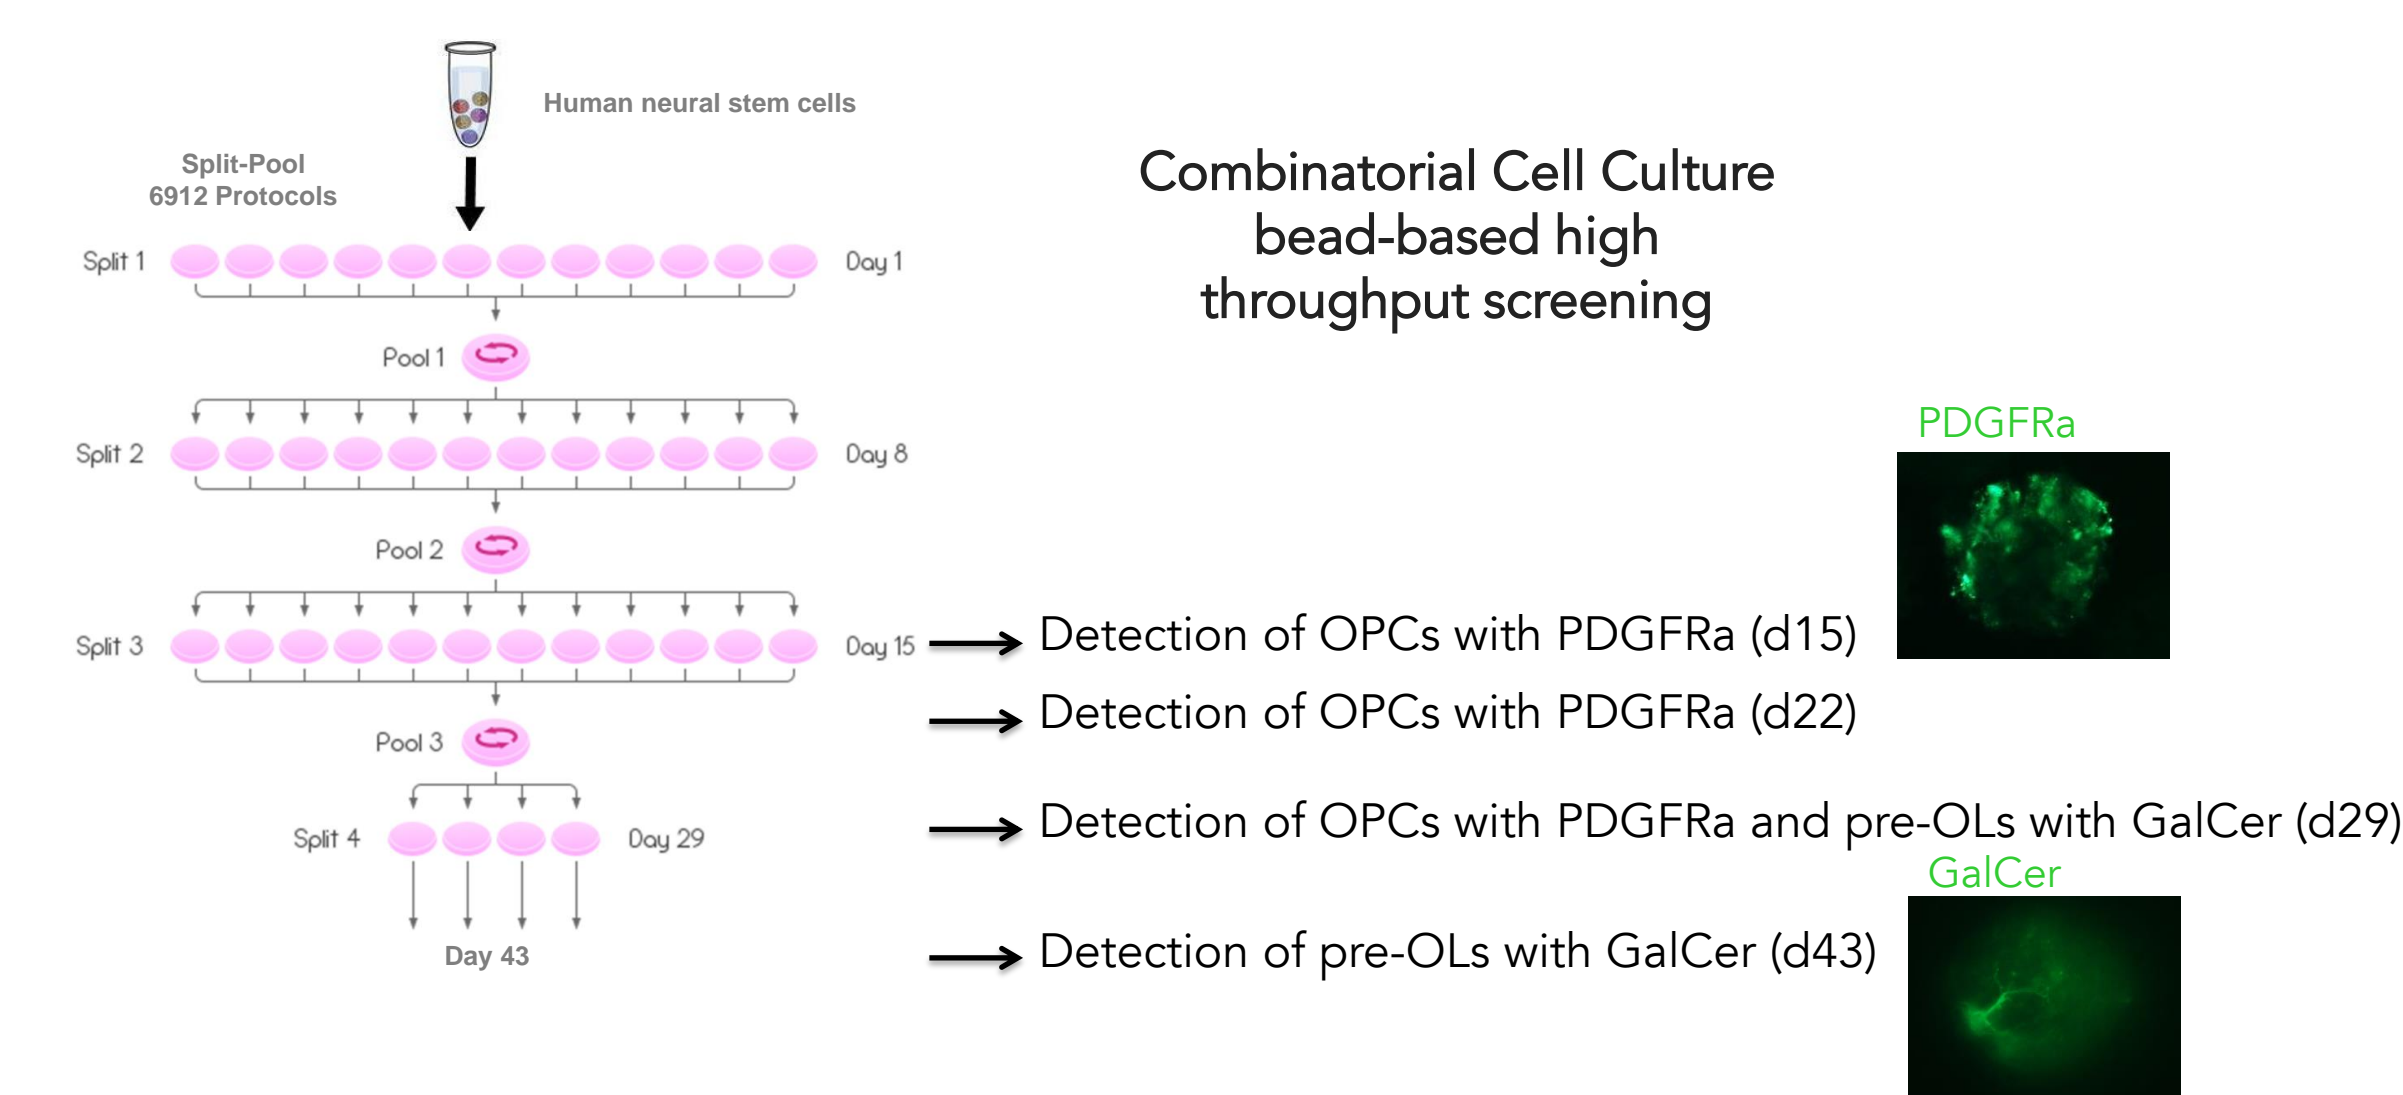 Human neural stem cells
Split-Pool
6912 Protocols
Combinatorial Cell Culture
bead-based high
throughput screening
Split 1
Day 1
Pool 1
Split 2
Day 8
Pool 2
Split 3
Day 15
Pool 3
Split 4
Day 29
Day 43
PDGFRa
Detection of OPCs with PDGFRa (d15)
Detection of OPCs with PDGFRa (d22)
Detection of OPCs with PDGFRa and pre-OLs with GalCer (d29)
GalCer
Detection of pre-OLs with GalCer (d43)